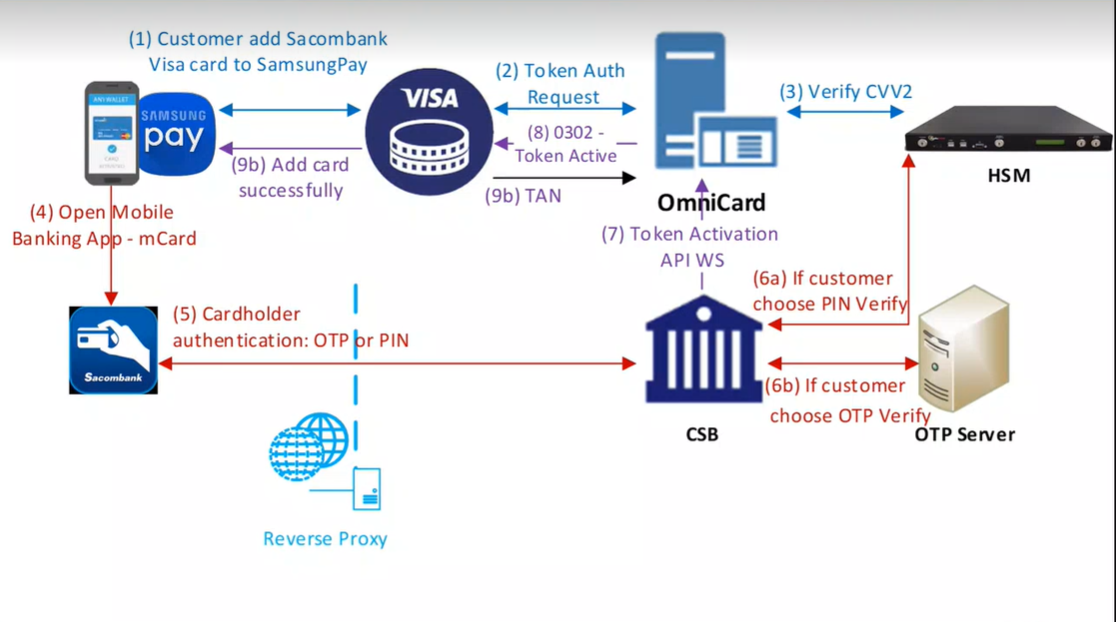 (1) Customer add Sacombank
Visa card to SamsungPay
(2) Token Auth
Request
(3) Verify CVV2
ANY WALLET
SAMSUNG
pay
VISA
(8) 0302 -
Token Active
(9b) Add card
successfully
(9b) TAN
OmniCard
HSM
(4) Open Mobile
Banking App - mCard
(7) Token Activation
API WS
(6a) If customer
choose PIN Verify
(5) Cardholder
authentication: OTP or PIN
Sacombank
(6b) If customer
choose OTP Verify
CSB
OTP Server
Reverse Proxy